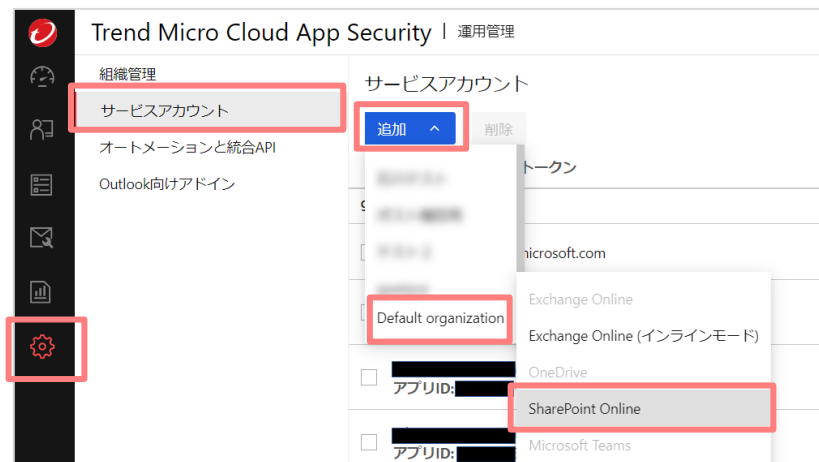 Trend Micro Cloud App Security | 運用管理
組織管理
サービスアカウント
オートメーションと統合API
Outlook向けアドイン
サービスアカウント
追加
削除
トークン
microsoft.com
Default organization
Exchange Online
Exchange Online (インラインモード)
OneDrive
SharePoint Online
Microsoft Teams
アプリID:
アプリID: